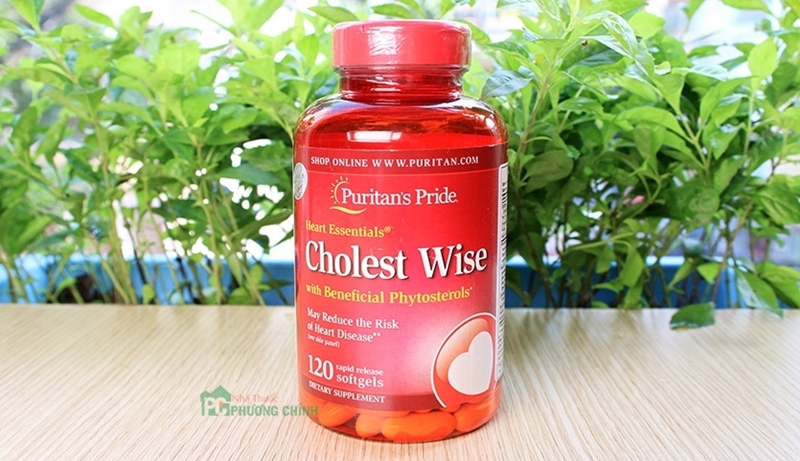 SHOP ONLINE WWW.PURITAN.COM
Puritan's Pride®
Heart Essentials®
Cholest Wise
with Beneficial Phytosterols*
May Reduce the Risk
of Heart Disease**
(see side panel)
120 rapid release
softgels
DIETARY SUPPLEMENT
Nhà Thuốc
PC PHƯƠNG CHÍNH